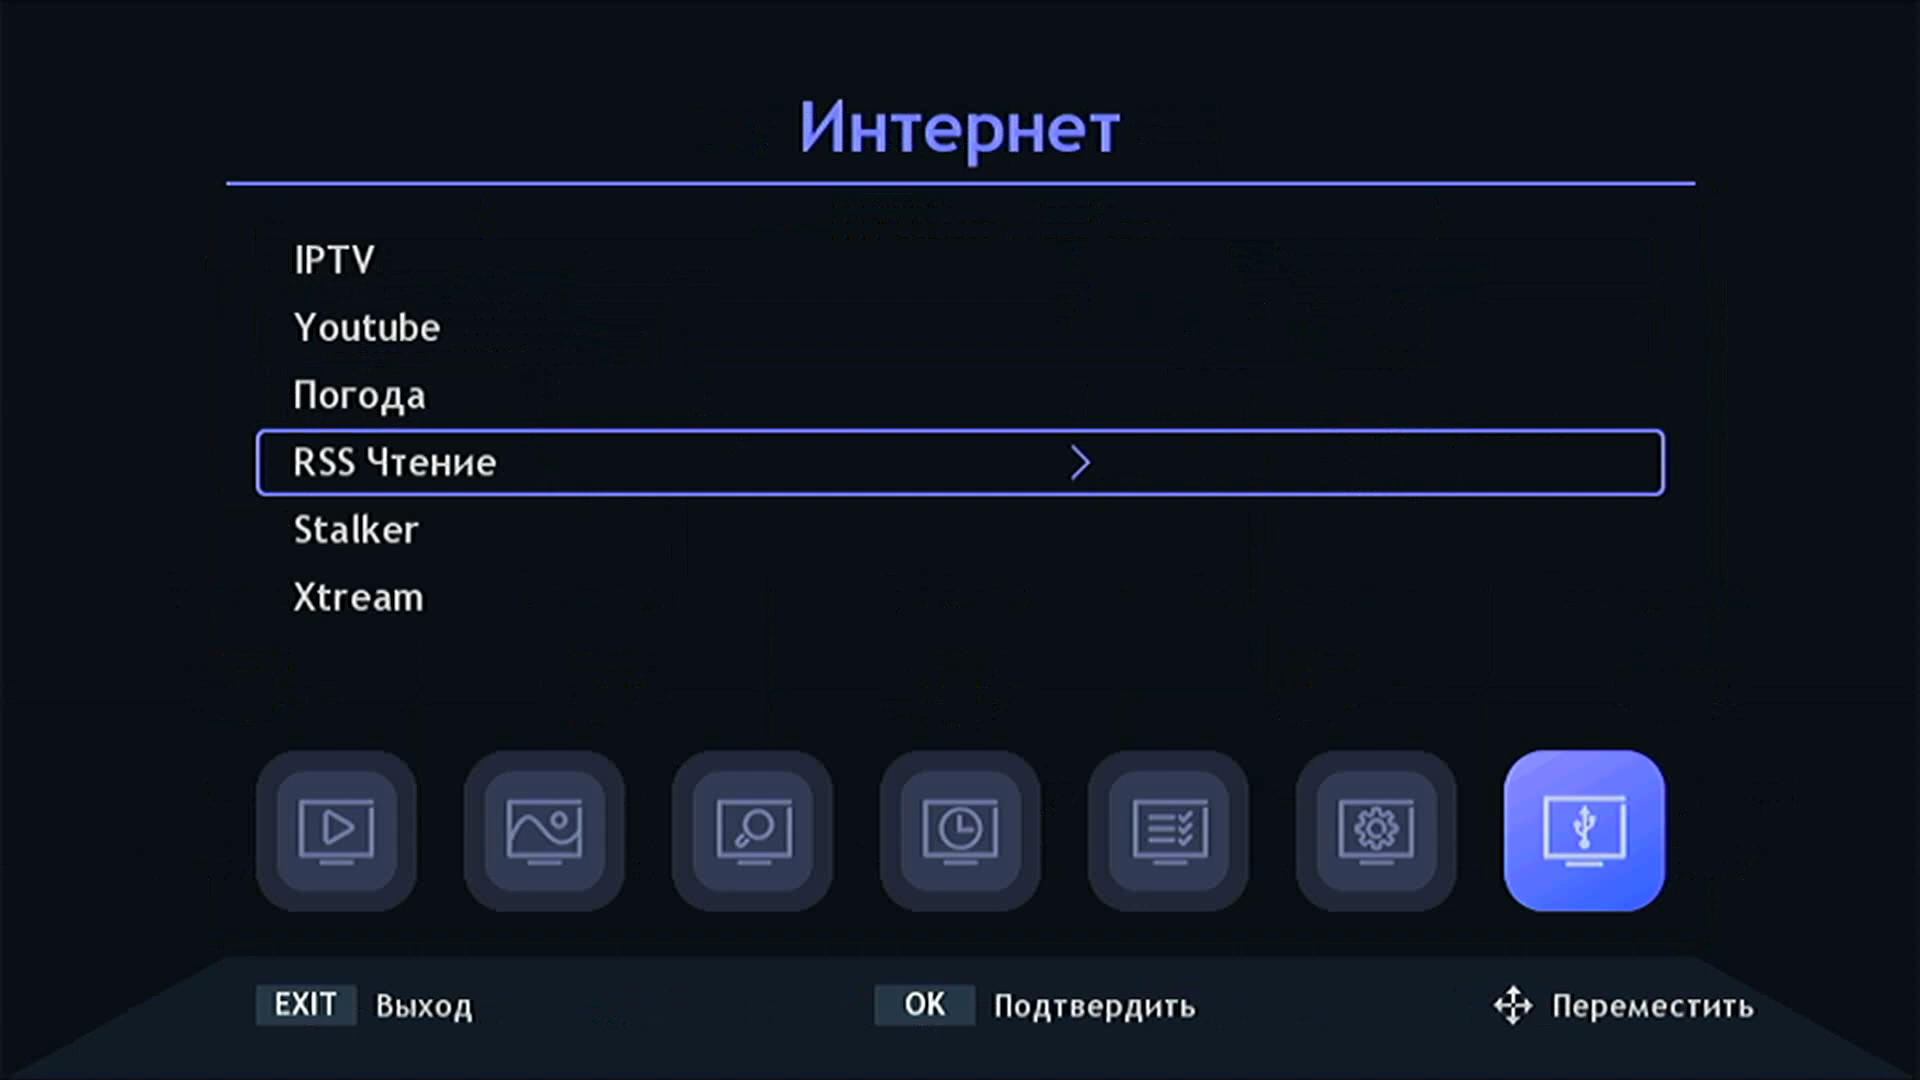 Интернет
IPTV
Youtube
Погода
RSS Чтение
Stalker
Xtream
EXIT Выход OK Подтвердить Переместить